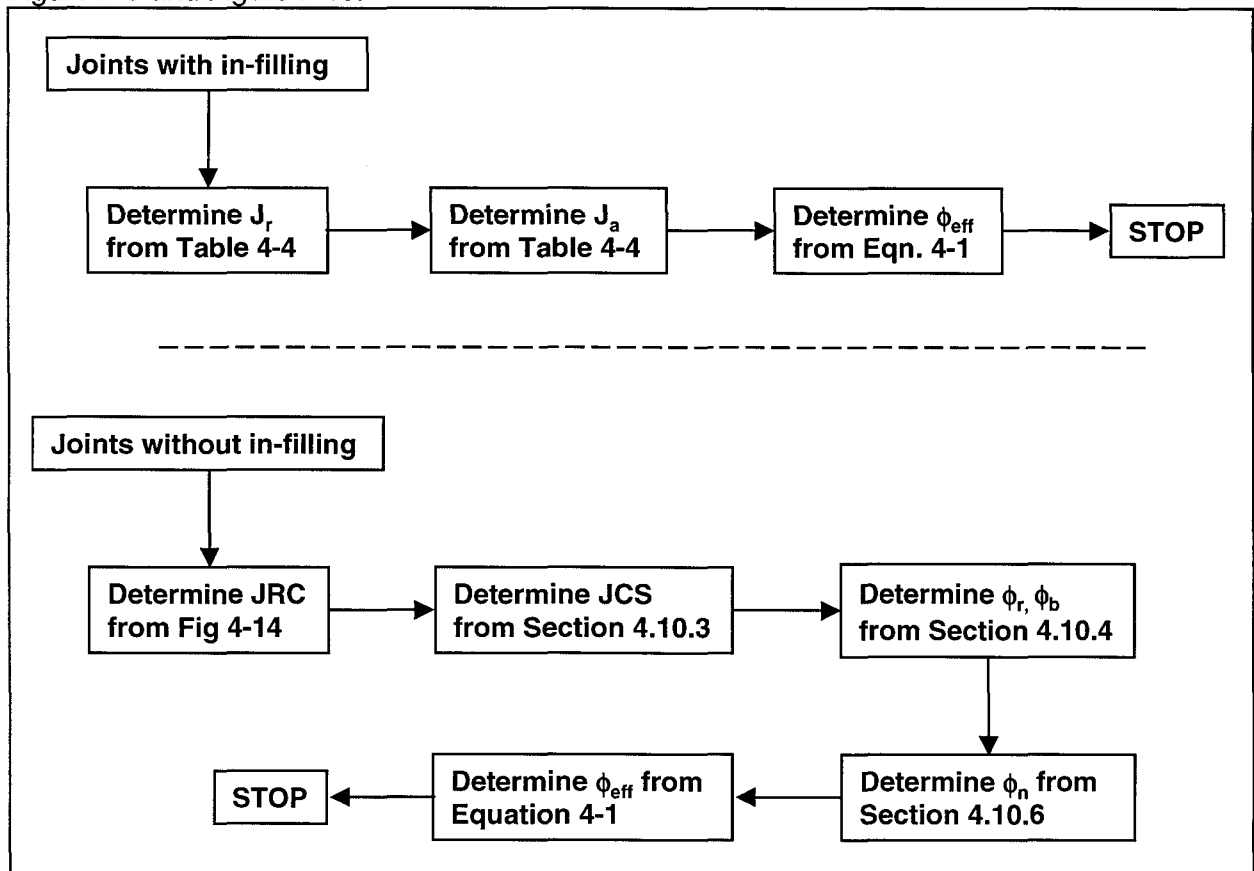 Joints with in-filling
Determine Jr
from Table 4-4
Determine Ja
from Table 4-4
Determine ϕeff
from Eqn. 4-1
STOP
Joints without in-filling
Determine JRC
from Fig 4-14
Determine JCS
from Section 4.10.3
Determine ϕr, ϕb
from Section 4.10.4
Determine ϕn from
Section 4.10.6
Determine ϕeff from
Equation 4-1
STOP